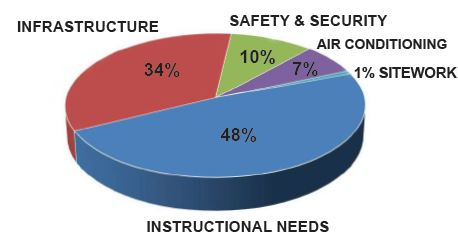 INFRASTRUCTURE
SAFETY & SECURITY
AIR CONDITIONING
1% SITEWORK
34%
10%
7%
48%
INSTRUCTIONAL NEEDS